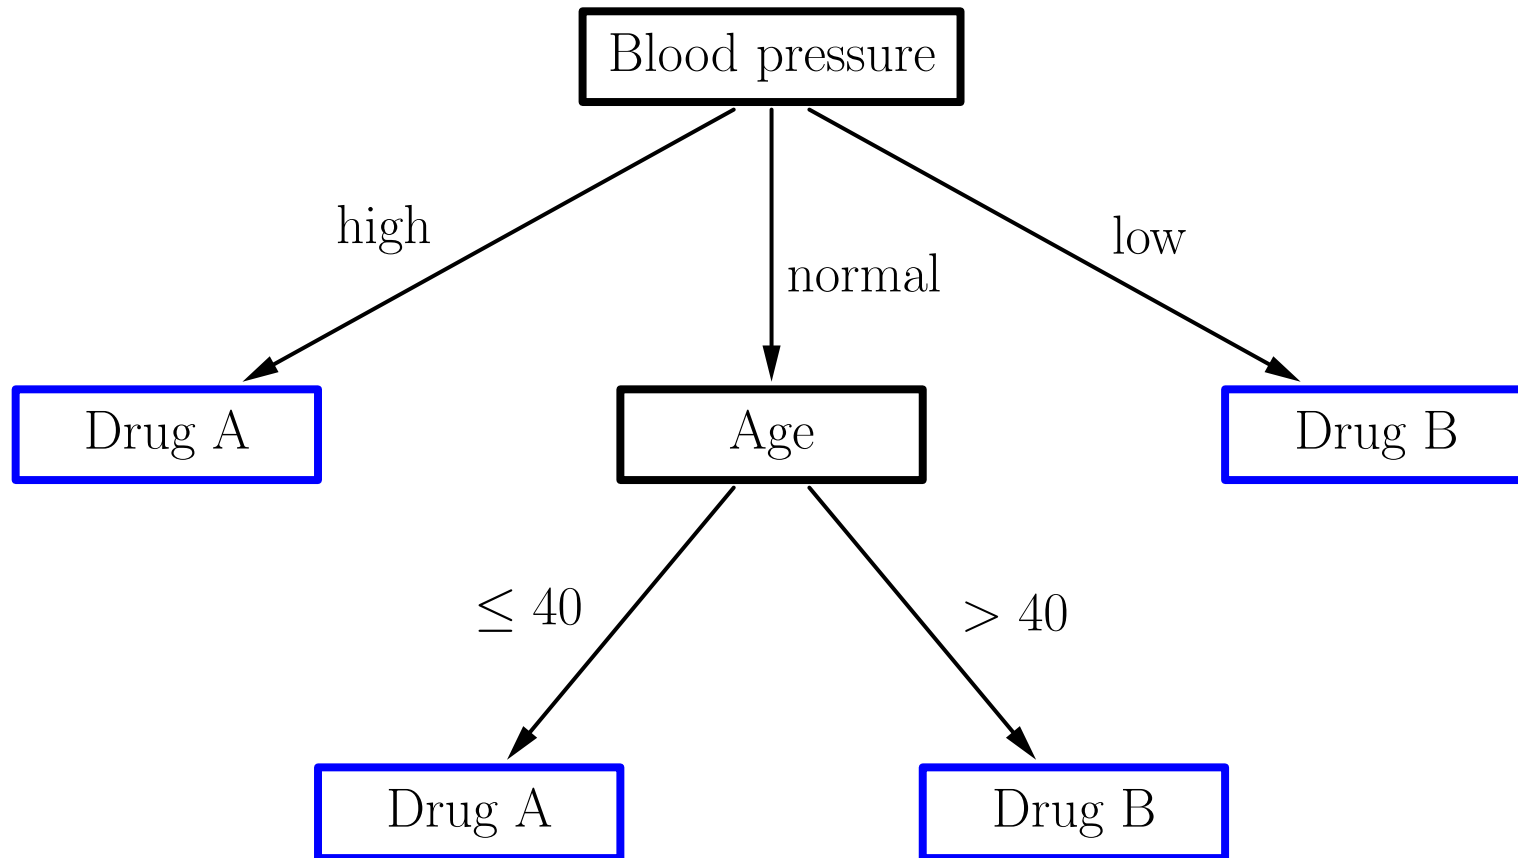 Blood pressure
high
normal
low
Drug A
Age
Drug B
≤ 40
> 40
Drug A
Drug B